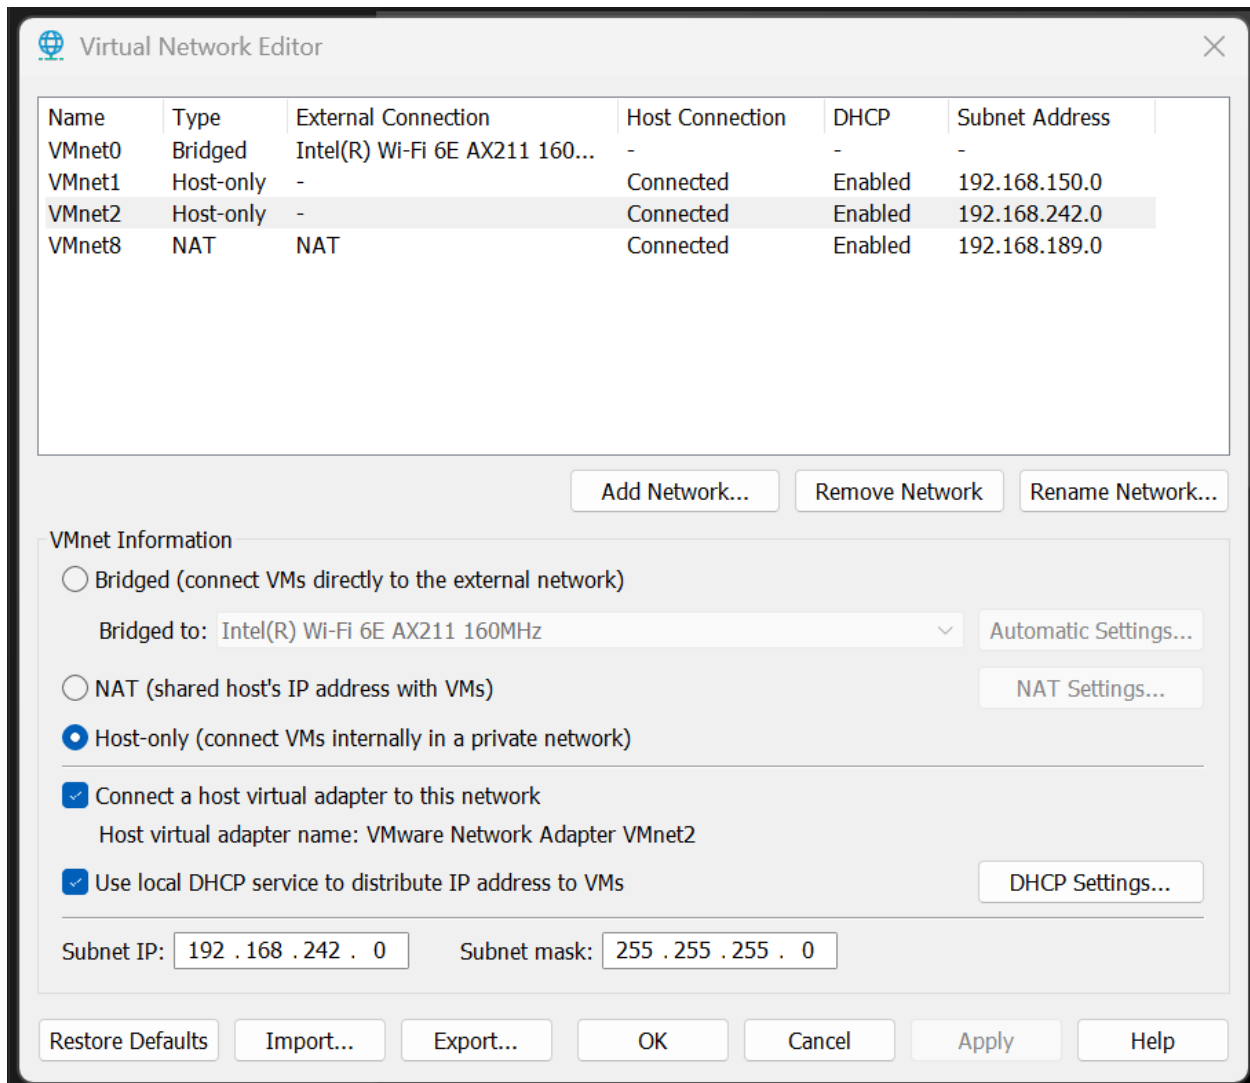 Virtual Network Editor
Name Type External Connection Host Connection DHCP Subnet Address
VMnet0 Bridged Intel(R) Wi-Fi 6E AX211 160... - - -
VMnet1 Host-only - Connected Enabled 192.168.150.0
VMnet2 Host-only - Connected Enabled 192.168.242.0
VMnet8 NAT NAT Connected Enabled 192.168.189.0
Add Network... Remove Network Rename Network...
VMnet Information
Bridged (connect VMs directly to the external network)
Bridged to: Intel(R) Wi-Fi 6E AX211 160MHz Automatic Settings...
NAT (shared host's IP address with VMs) NAT Settings...
Host-only (connect VMs internally in a private network)
Connect a host virtual adapter to this network
Host virtual adapter name: VMware Network Adapter VMnet2
Use local DHCP service to distribute IP address to VMs DHCP Settings...
Subnet IP: 192 . 168 . 242 . 0 Subnet mask: 255 . 255 . 255 . 0
Restore Defaults Import... Export... OK Cancel Apply Help